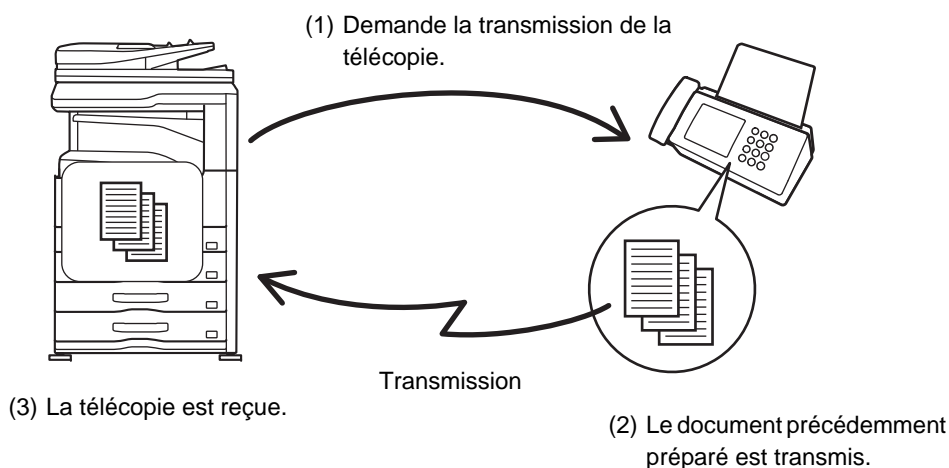 (1) Demande la transmission de la
télécopie.
Transmission
(3) La télécopie est reçue.
(2) Le document précédemment
préparé est transmis.